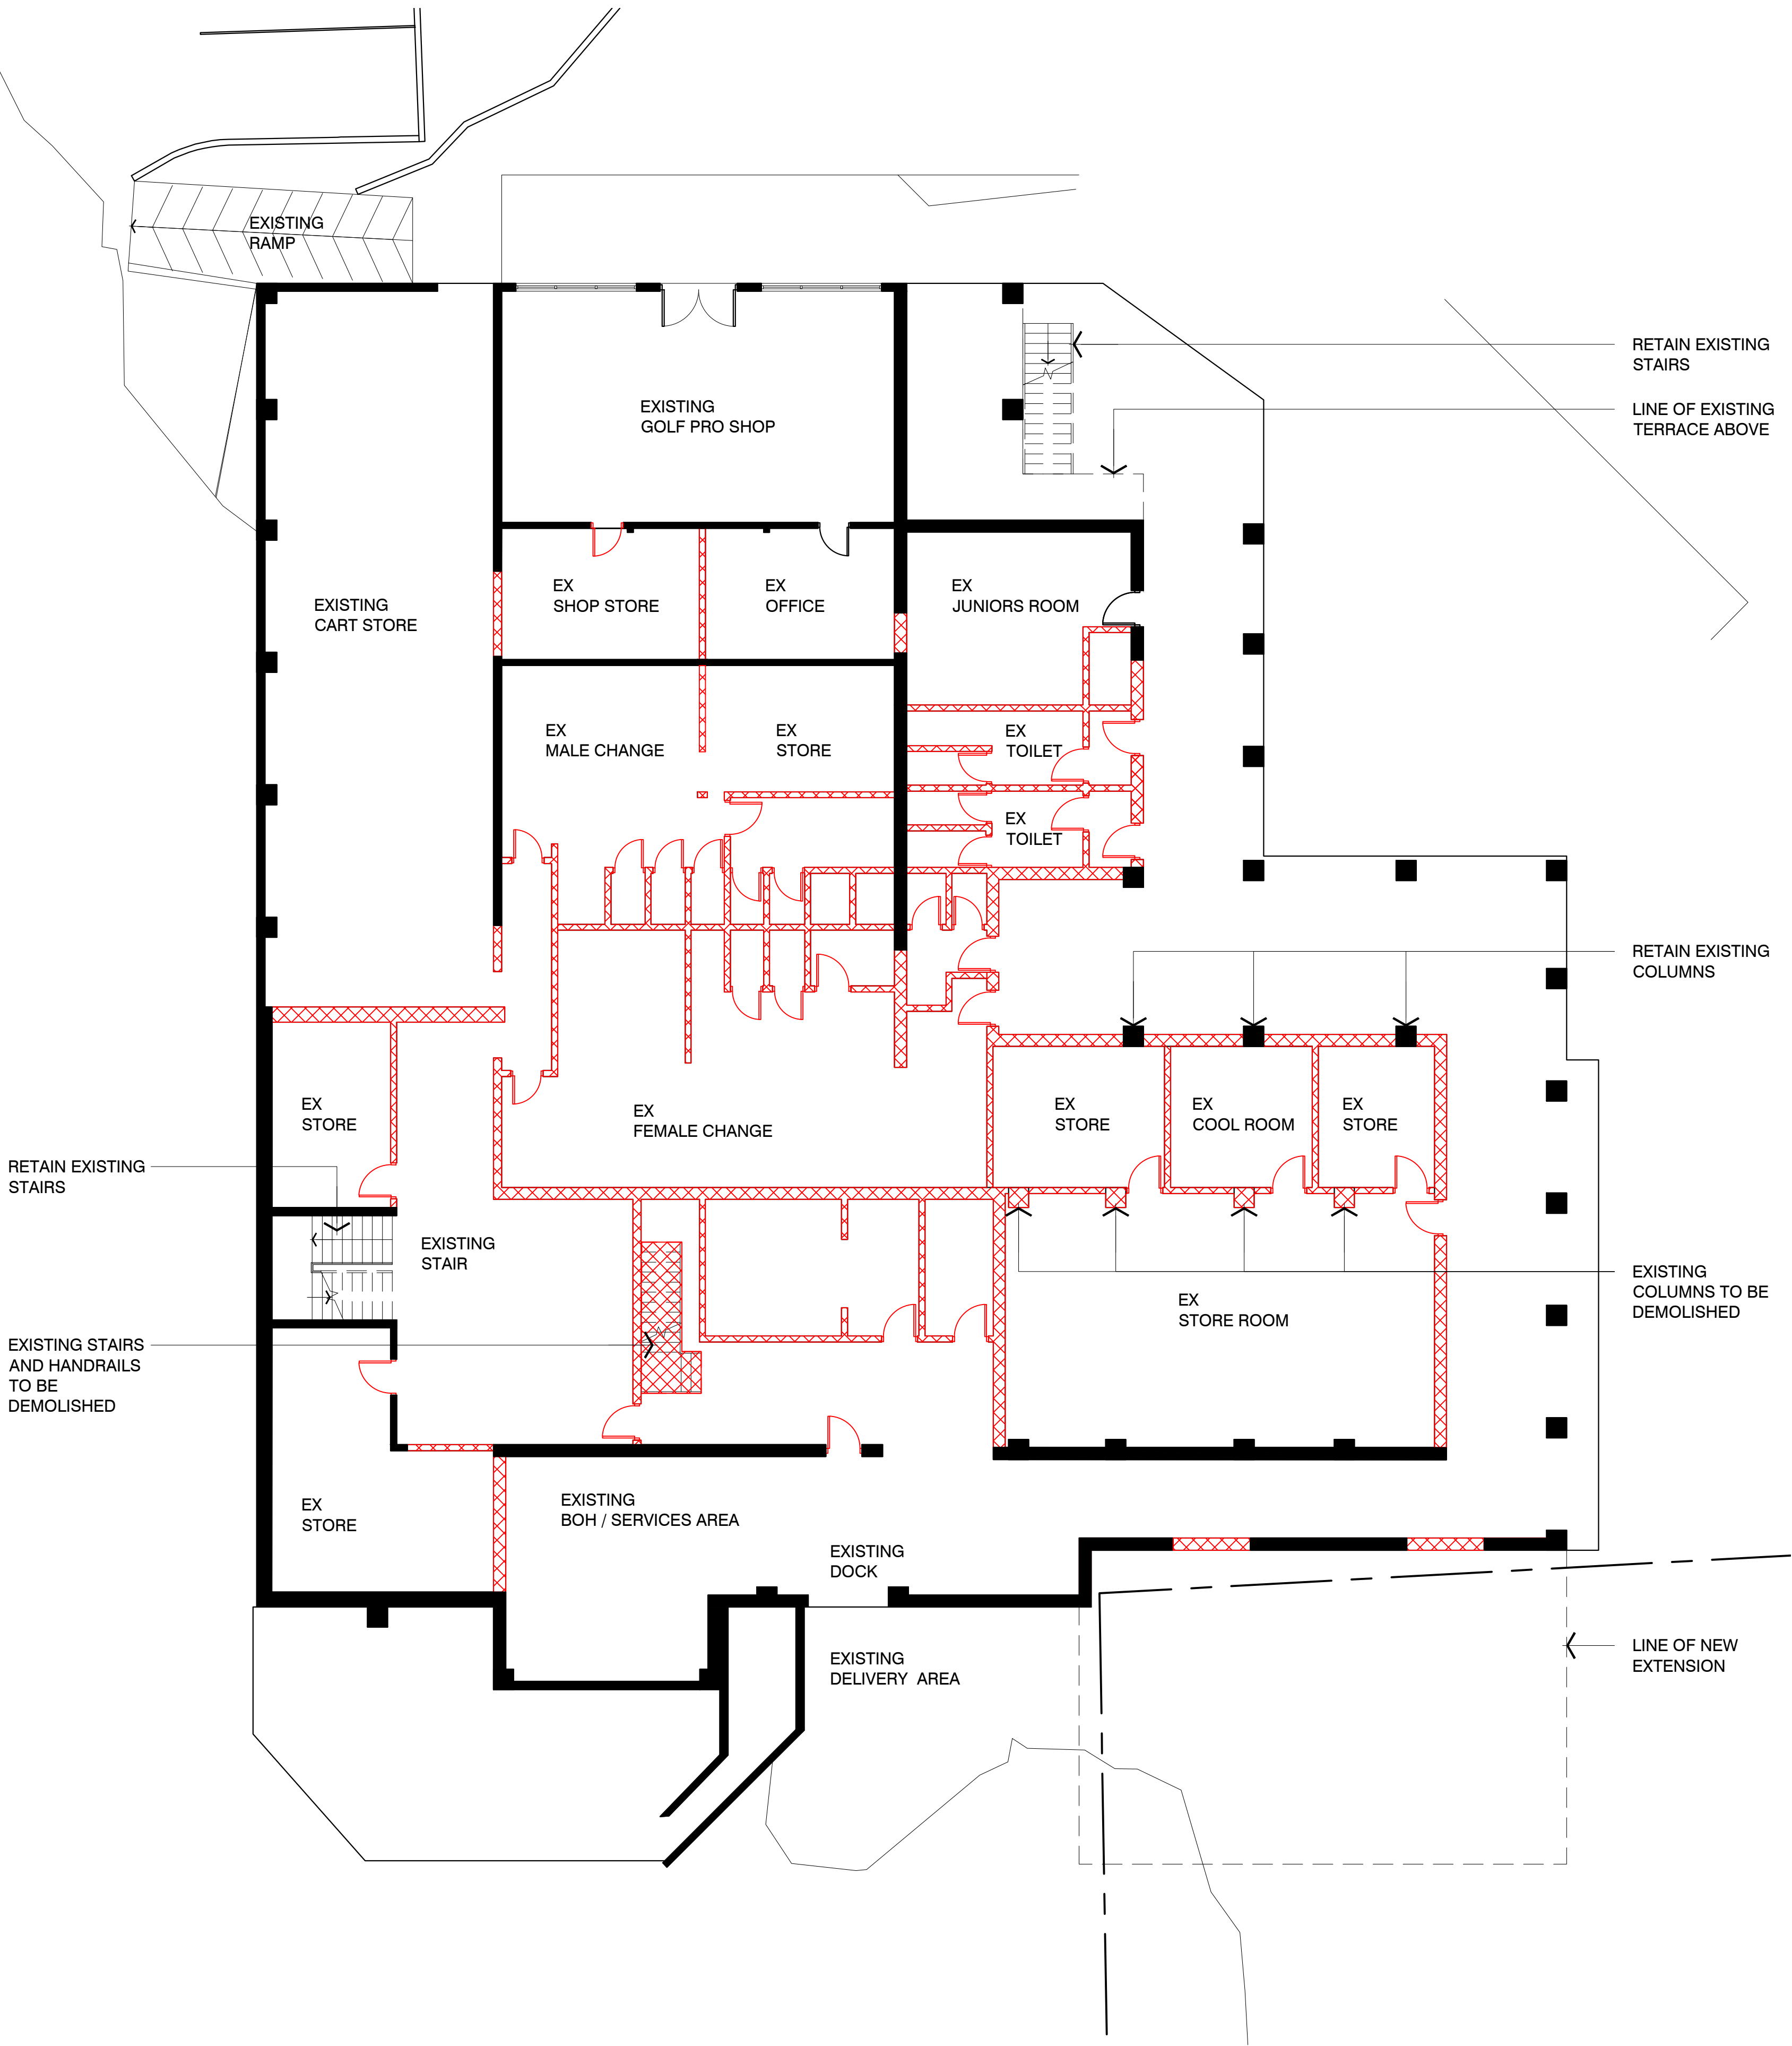 EXISTING
RAMP
RETAIN EXISTING
STAIRS
LINE OF EXISTING
TERRACE ABOVE
EXISTING
GOLF PRO SHOP
EXISTING
CART STORE
EX
SHOP STORE
EX
OFFICE
EX
JUNIORS ROOM
EX
MALE CHANGE
EX
STORE
EX
TOILET
EX
TOILET
RETAIN EXISTING
COLUMNS
EX
STORE
EX
FEMALE CHANGE
EX
STORE
EX
COOL ROOM
EX
STORE
RETAIN EXISTING
STAIRS
EXISTING
STAIR
EXISTING
COLUMNS TO BE
DEMOLISHED
EX
STORE ROOM
EXISTING STAIRS
AND HANDRAILS
TO BE
DEMOLISHED
EX
STORE
EXISTING
BOH / SERVICES AREA
EXISTING
DOCK
EXISTING
DELIVERY AREA
LINE OF NEW
EXTENSION